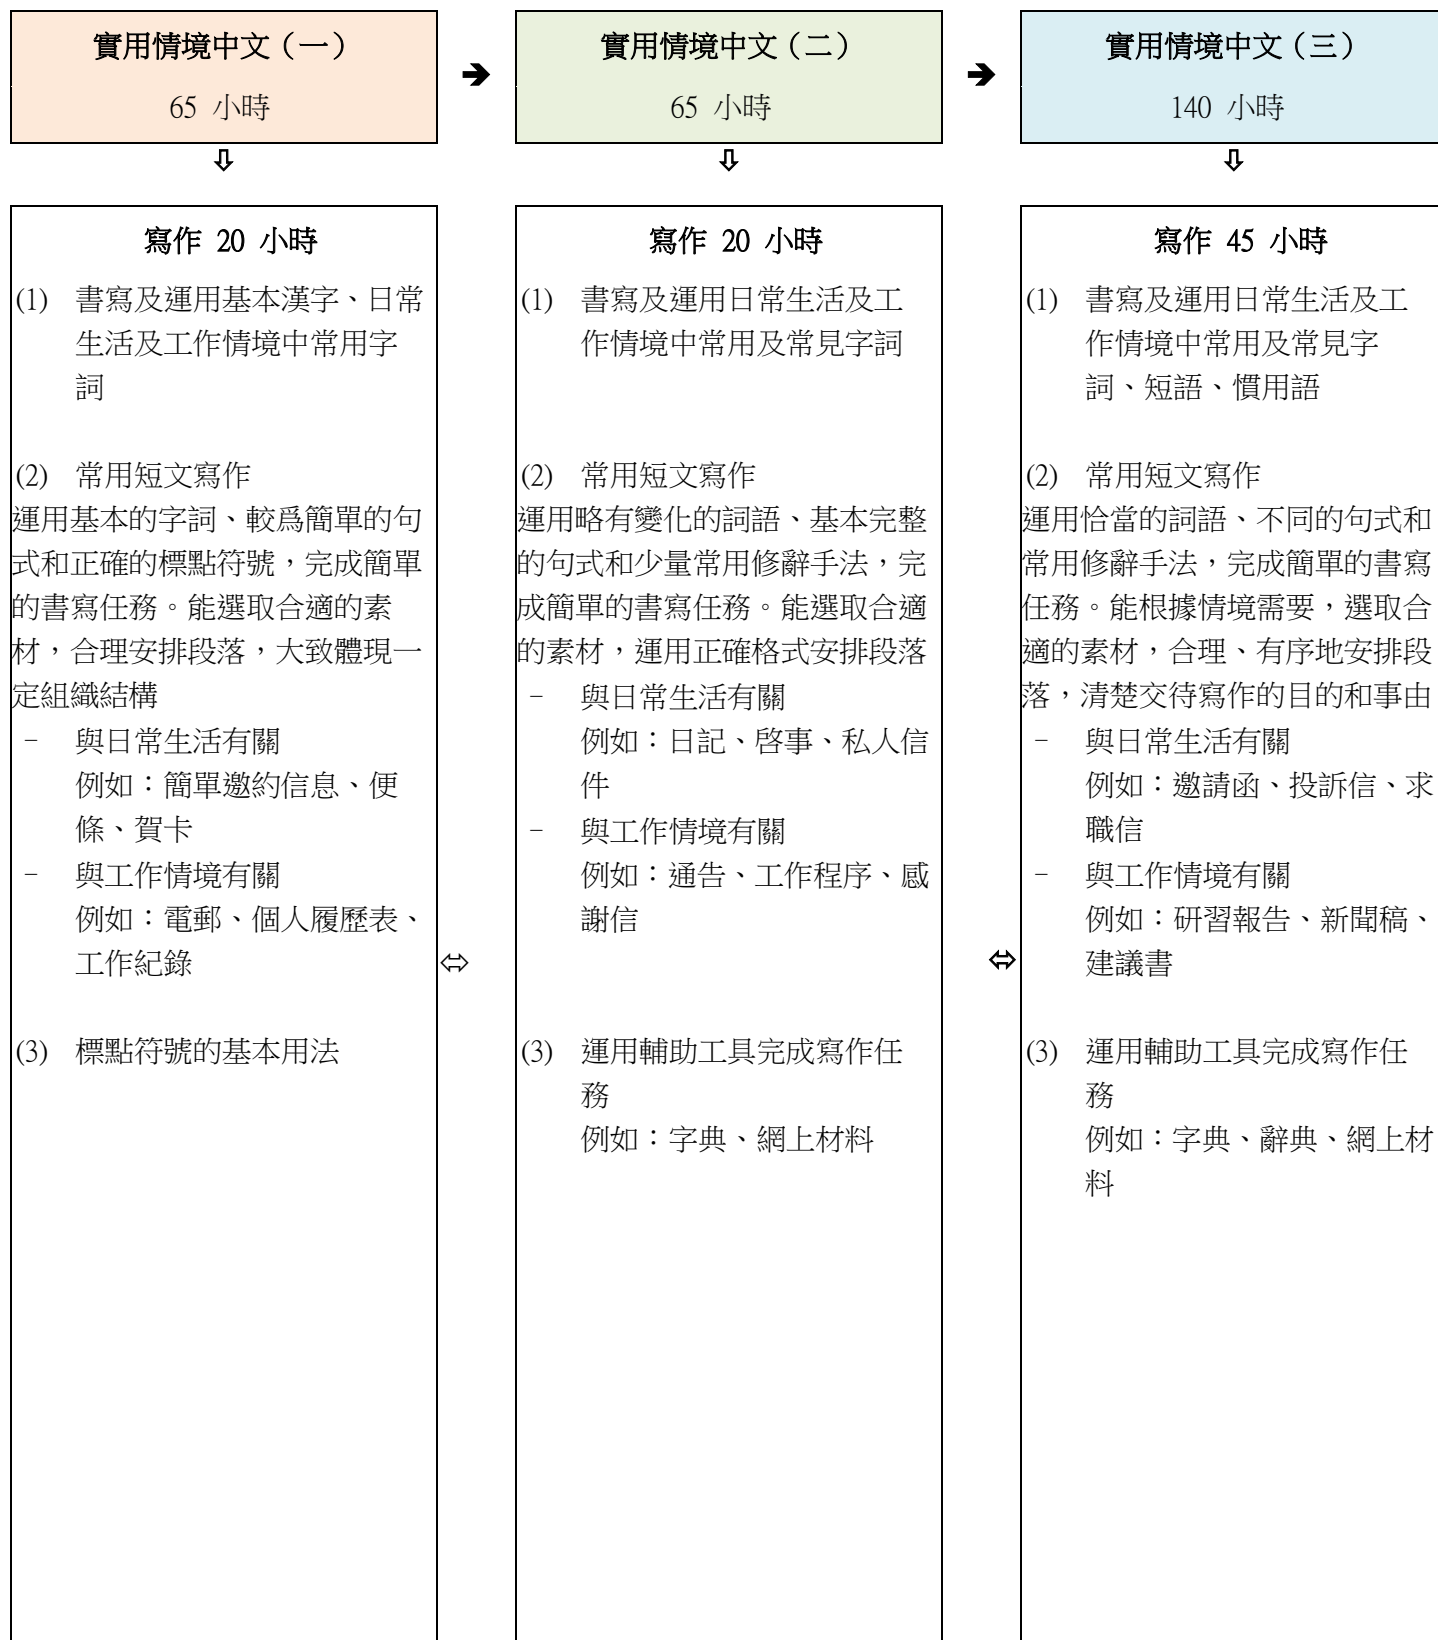 實用情境中文（一）
65 小時
➔
實用情境中文（二）
65 小時
➔
實用情境中文（三）
140 小時
⇩
⇩
⇩
寫作 20 小時
(1) 書寫及運用基本漢字、日常
生活及工作情境中常用字
詞
(2) 常用短文寫作
運用基本的字詞、較爲簡單的句
式和正確的標點符號，完成簡單
的書寫任務。能選取合適的素
材，合理安排段落，大致體現一
定組織結構
- 與日常生活有關
例如：簡單邀約信息、便
條、賀卡
- 與工作情境有關
例如：電郵、個人履歷表、
工作紀錄
(3) 標點符號的基本用法
⇔
寫作 20 小時
(1) 書寫及運用日常生活及工
作情境中常用及常見字詞
(2) 常用短文寫作
運用略有變化的詞語、基本完整
的句式和少量常用修辭手法，完
成簡單的書寫任務。能選取合適
的素材，運用正確格式安排段落
- 與日常生活有關
例如：日記、啓事、私人信
件
- 與工作情境有關
例如：通告、工作程序、感
謝信
(3) 運用輔助工具完成寫作任
務
例如：字典、網上材料
⇔
寫作 45 小時
(1) 書寫及運用日常生活及工
作情境中常用及常見字
詞、短語、慣用語
(2) 常用短文寫作
運用恰當的詞語、不同的句式和
常用修辭手法，完成簡單的書寫
任務。能根據情境需要，選取合
適的素材，合理、有序地安排段
落，清楚交待寫作的目的和事由
- 與日常生活有關
例如：邀請函、投訴信、求
職信
- 與工作情境有關
例如：研習報告、新聞稿、
建議書
(3) 運用輔助工具完成寫作任
務
例如：字典、辭典、網上材
料